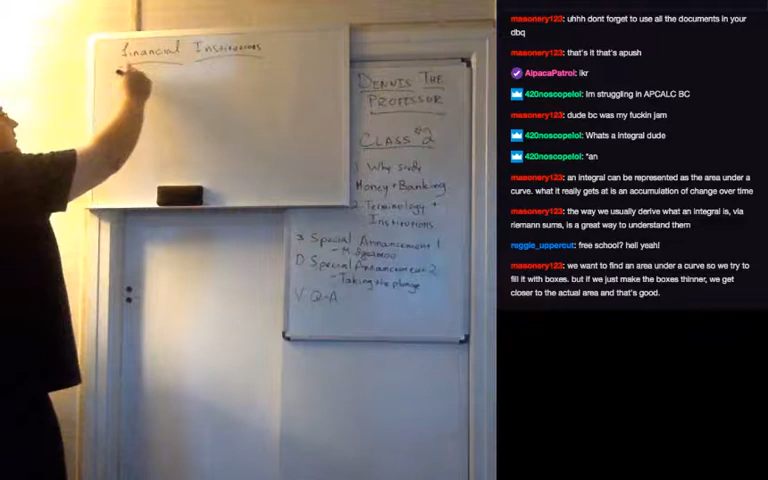 Financial Institutions
DENNIS THE
PROFESSOR
CLASS #2
1 Why study
Money + Banking
2 Terminology +
Institutions
3 Special Annancement 1
D Special Annancement 2
- Taking the plunge
V Q-A
masonery123: uhhh dont forget to use all the documents in your
dbq
masonery123: that's it that's apush
AlpacaPatrol: ikr
420noscopelol: Im struggling in APCALC BC
masonery123: dude bc was my fuckin jam
420noscopelol: Whats a integral dude
420noscopelol: *an
masonery123: an integral can be represented as the area under a
curve. what it really gets at is an accumulation of change over time
masonery123: the way we usually derive what an integral is, via
riemann sums, is a great way to understand them
reggie_uppercut: free school? hell yeah!
masonery123: we want to find an area under a curve so we try to
fill it with boxes. but if we just make the boxes thinner, we get
closer to the actual area and that's good.